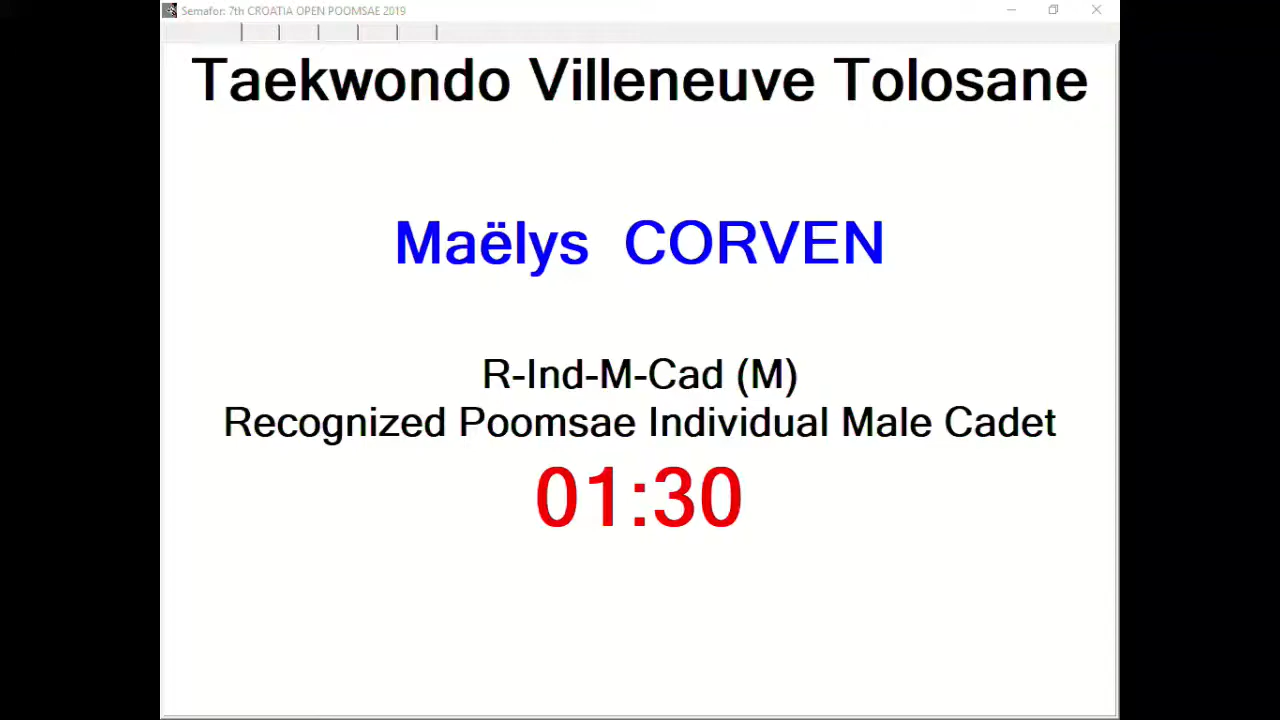 Semafor: 7th CROATIA OPEN POOMSAE 2019
Taekwondo Villeneuve Tolosane
Maëlys CORVEN
R-Ind-M-Cad (M)
Recognized Poomsae Individual Male Cadet
01:30